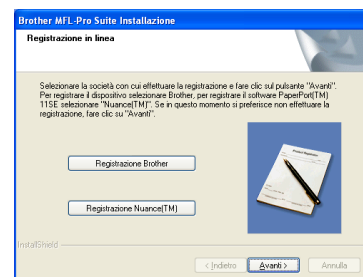 Brother MFL-Pro Suite Installazione
Registrazione in linea
Selezionare la società con cui effettuare la registrazione e fare clic sul pulsante "Avanti".
Per registrare il dispositivo selezionare Brother, per registrare il software PaperPort(TM)
11SE selezionare "Nuance(TM)". Se in questo momento si preferisce non effettuare la
registrazione, fare clic su "Avanti".
Registrazione Brother
Registrazione Nuance(TM)
InstallShield
< Indietro
Avanti >
Annulla